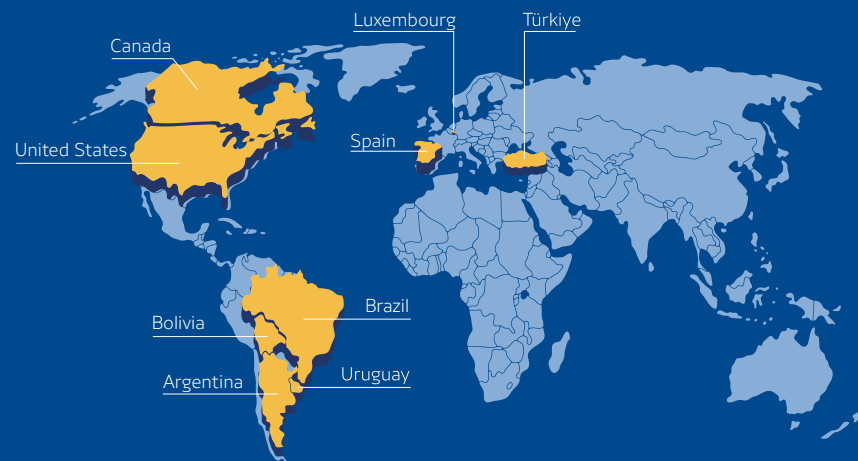 Luxembourg
Türkiye
Canada
Spain
United States
Brazil
Bolivia
Uruguay
Argentina